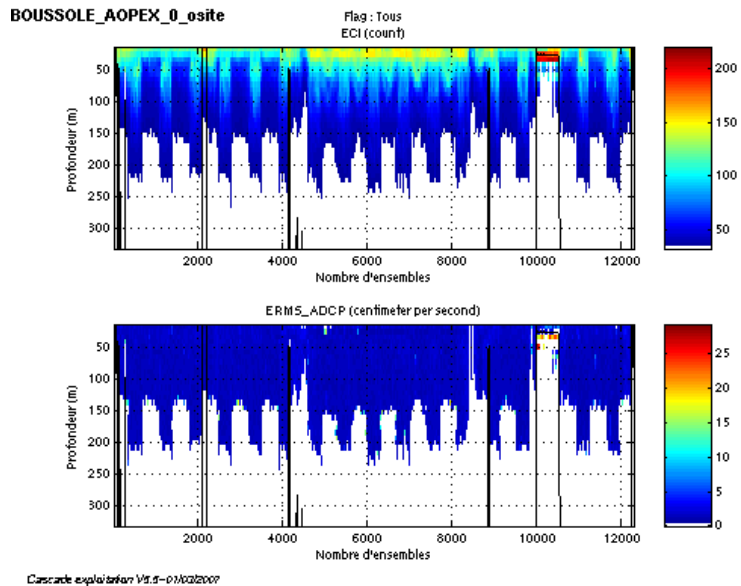 BOUSSOLE_AOPEX_0_osite
Flag : Tous
ECI (count)
50
100
150
200
250
300
Profondeur (m)
2000 4000 6000 8000 10000 12000
Nombre d'ensembles
200
150
100
50
ERMS_ADCP (centimeter per second)
50
100
150
200
250
300
Profondeur (m)
2000 4000 6000 8000 10000 12000
Nombre d'ensembles
25
20
15
10
5
0
Cascade exploitation V5.5-01/03/2007